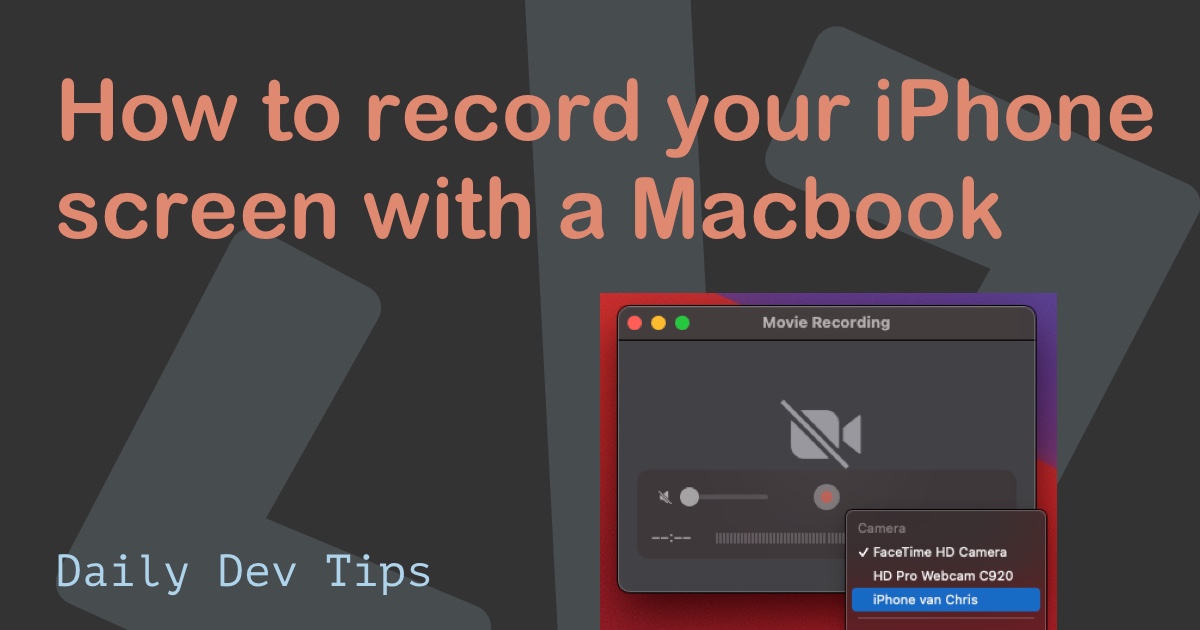 How to record your iPhone
screen with a Macbook
Movie Recording
--:--
Camera
✓ FaceTime HD Camera
HD Pro Webcam C920
iPhone van Chris
Daily Dev Tips